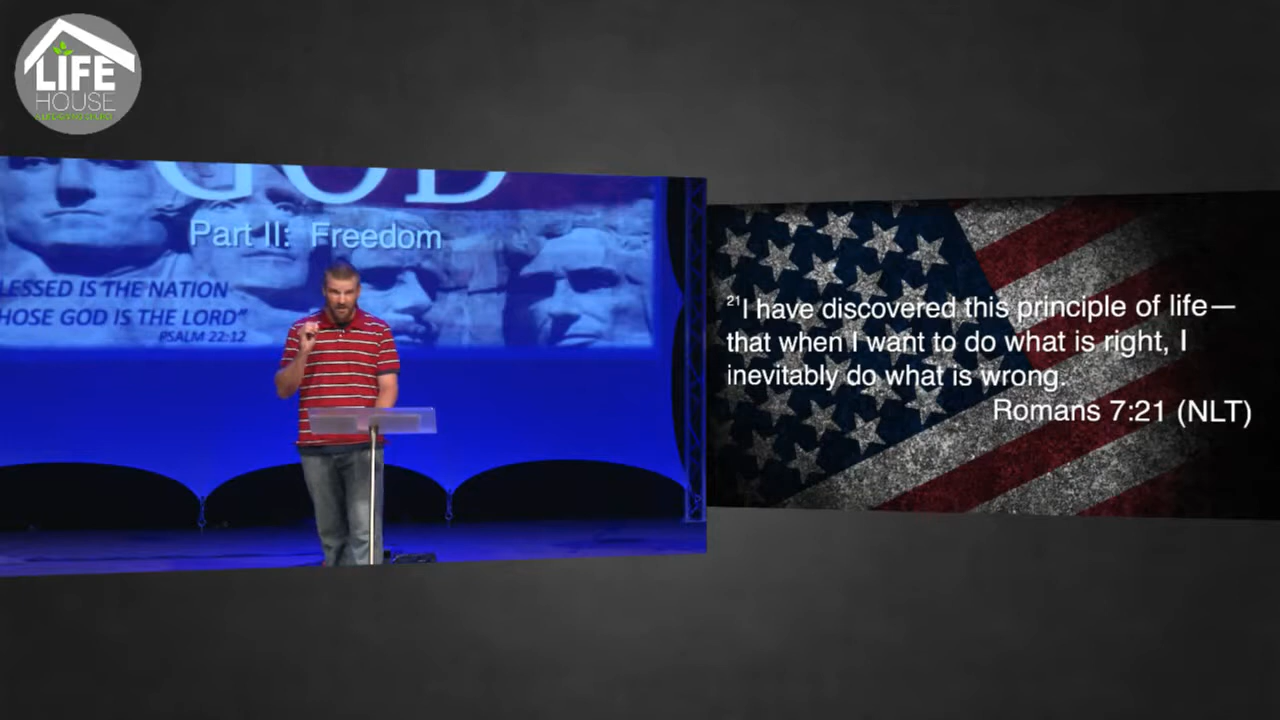 LIFE
HOUSE
GOD
Part II: Freedom
LESSED IS THE NATION
HOSE GOD IS THE LORD"
PSALM 22:12
²¹I have discovered this principle of life—
that when I want to do what is right, I
inevitably do what is wrong.
Romans 7:21 (NLT)